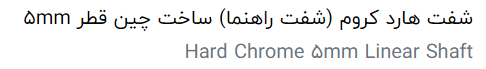 شفت هارد کروم (شفت راهنما) ساخت چین قطر ۵mm
Hard Chrome ۵mm Linear Shaft